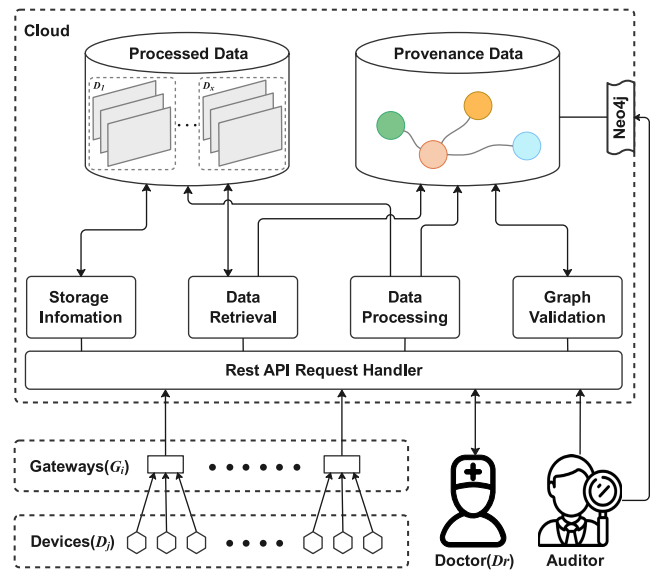 Cloud
Processed Data
Provenance Data
D1
Dx
Neo4j
Storage
Infomation
Data
Retrieval
Data
Processing
Graph
Validation
Rest API Request Handler
Gateways(Gi)
Devices(Dj)
Doctor(Dr)
Auditor